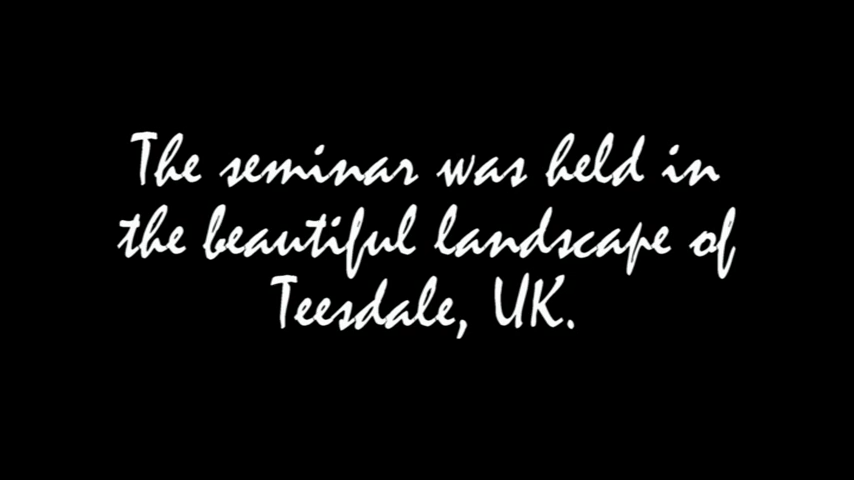 The seminar was held in
the beautiful landscape of
Teesdale, UK.